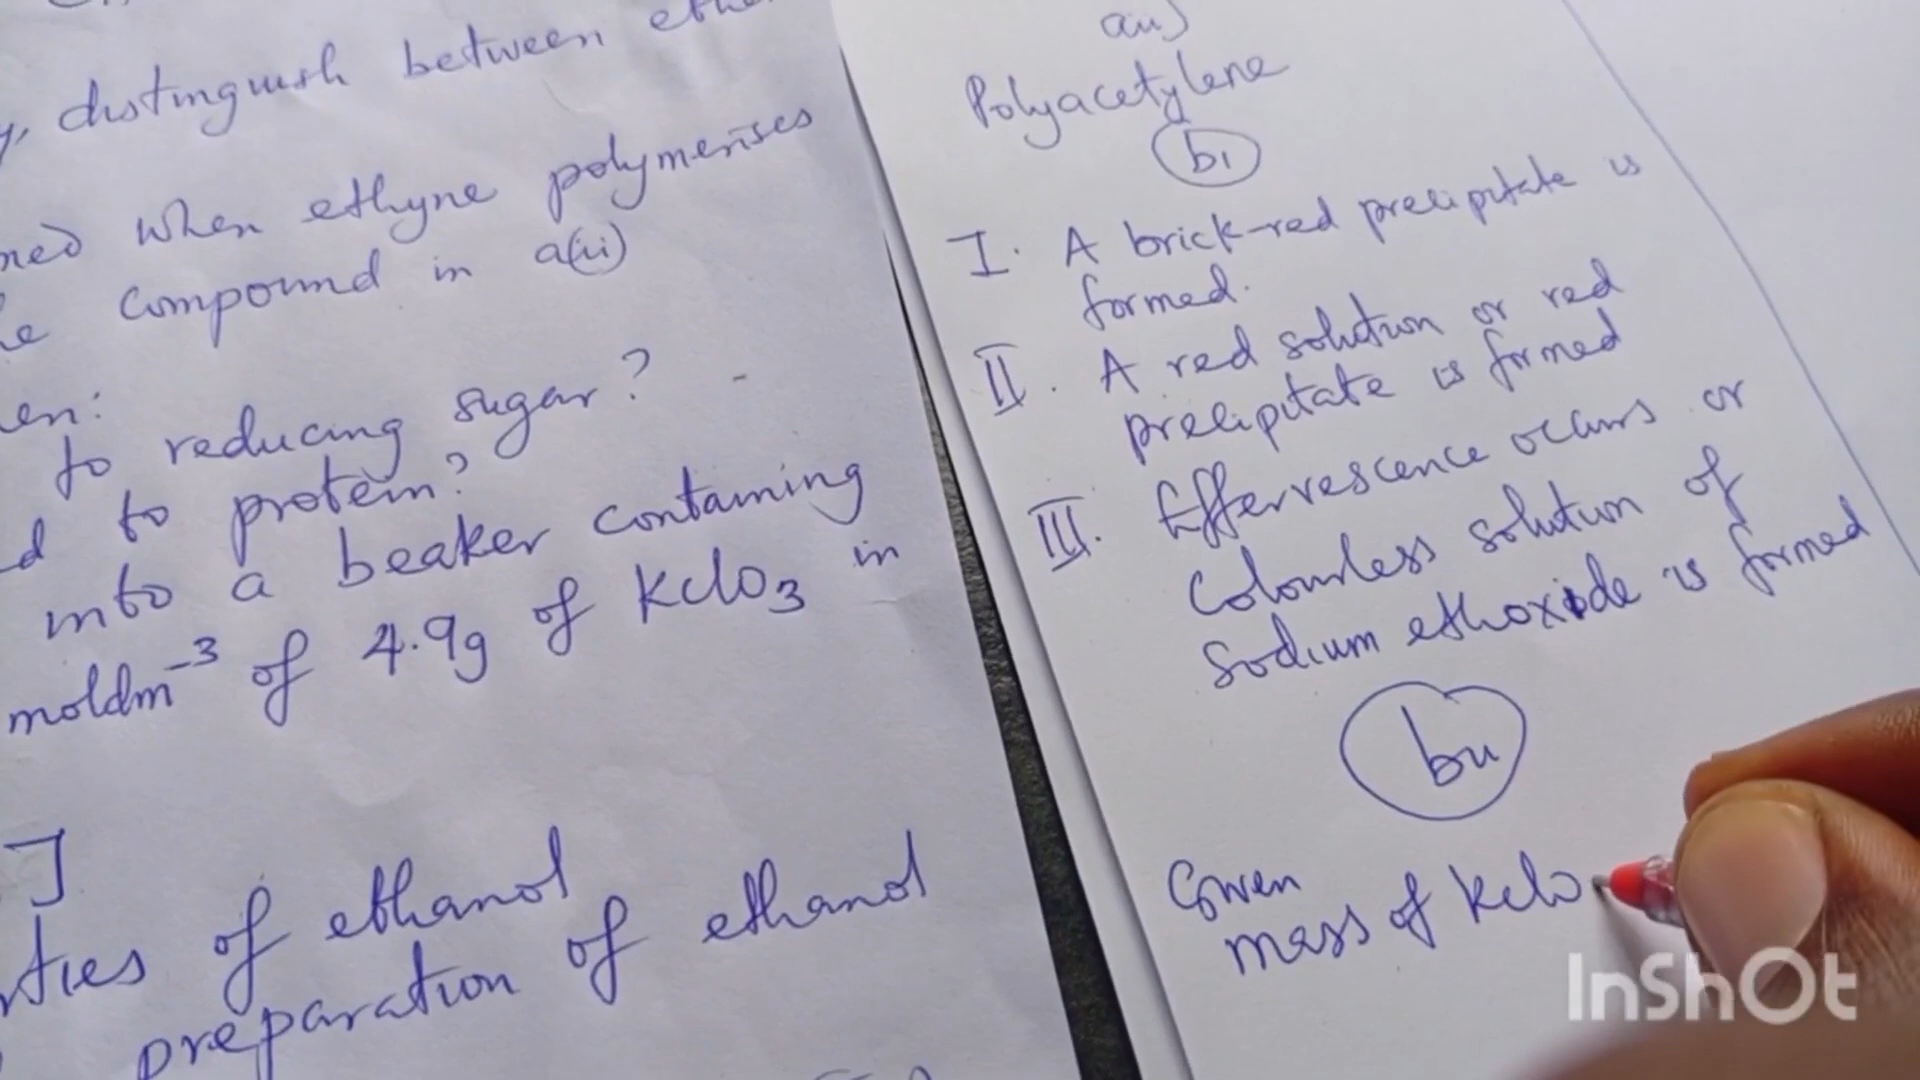 distinguish between
when ethyne polymerises
compound in a(ii)
en:
to reducing sugar?
d to protein?
into a beaker containing
moldm⁻³ of 4.9g of KClO₃ in
]
rties of ethanol
preparation of ethanol
aii)
Polyacetylene
bi
I. A brick-red precipitate is
formed.
II. A red solution or red
precipitate is formed
III. Effervescence occurs or
Colourless solution of
Sodium ethoxide is formed
bii
Given
mass of KClO
InShOt